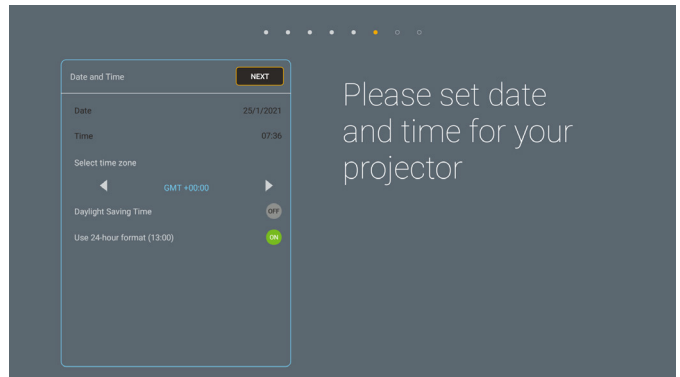 Date and Time
NEXT
Date 25/1/2021
Time 07:36
Select time zone
GMT +00:00
Daylight Saving Time OFF
Use 24-hour format (13:00) ON
Please set date
and time for your
projector